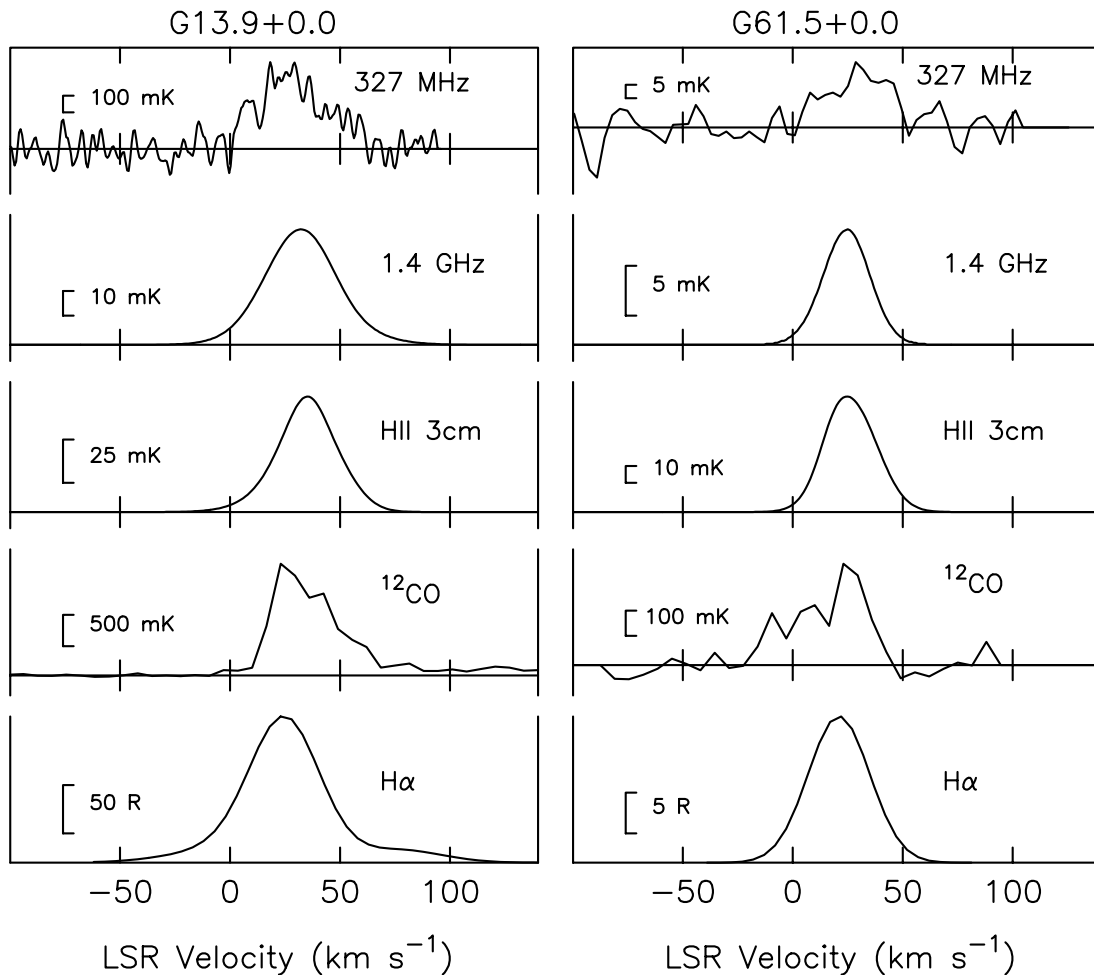 G13.9+0.0
327 MHz
100 mK
1.4 GHz
10 mK
HII 3cm
25 mK
¹²CO
500 mK
Hα
50 R
−50 0 50 100
LSR Velocity (km s⁻¹)
G61.5+0.0
327 MHz
5 mK
1.4 GHz
5 mK
HII 3cm
10 mK
¹²CO
100 mK
Hα
5 R
−50 0 50 100
LSR Velocity (km s⁻¹)